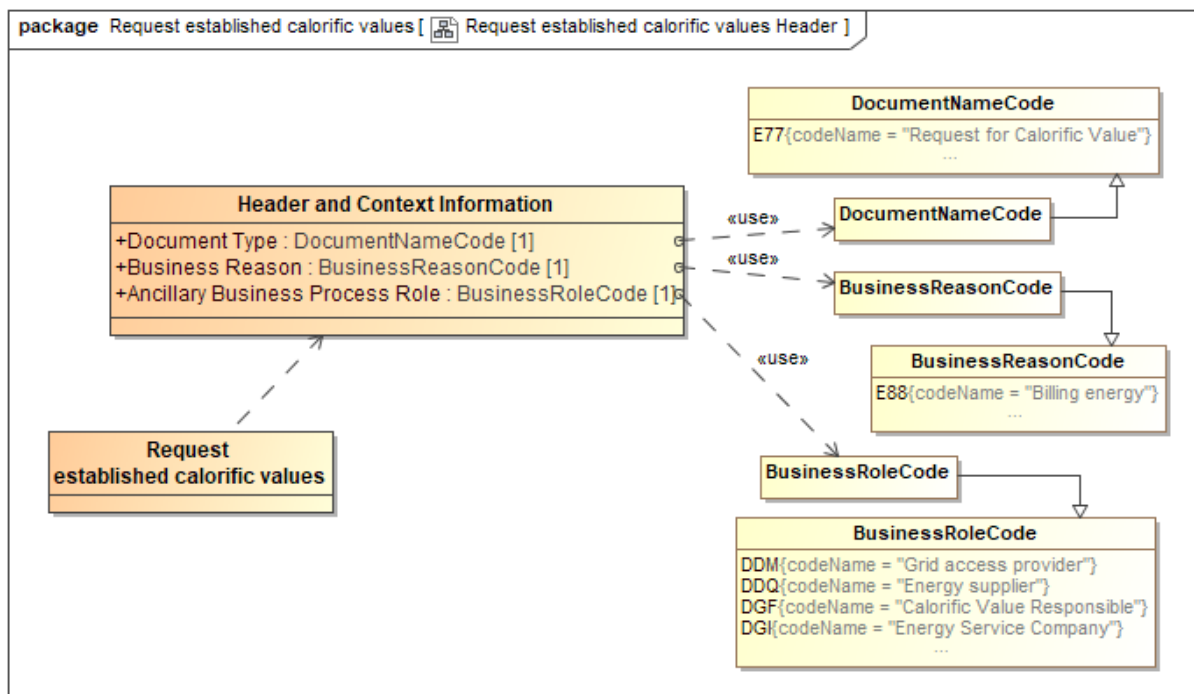 package Request established calorific values [ Request established calorific values Header ]
DocumentNameCode
E77{codeName = "Request for Calorific Value"}
...
Header and Context Information
+Document Type : DocumentNameCode [1]
+Business Reason : BusinessReasonCode [1]
+Ancillary Business Process Role : BusinessRoleCode [1]
«use»
DocumentNameCode
«use»
BusinessReasonCode
«use»
BusinessReasonCode
E88{codeName = "Billing energy"}
...
Request
established calorific values
BusinessRoleCode
BusinessRoleCode
DDM{codeName = "Grid access provider"}
DDQ{codeName = "Energy supplier"}
DGF{codeName = "Calorific Value Responsible"}
DGI{codeName = "Energy Service Company"}
...